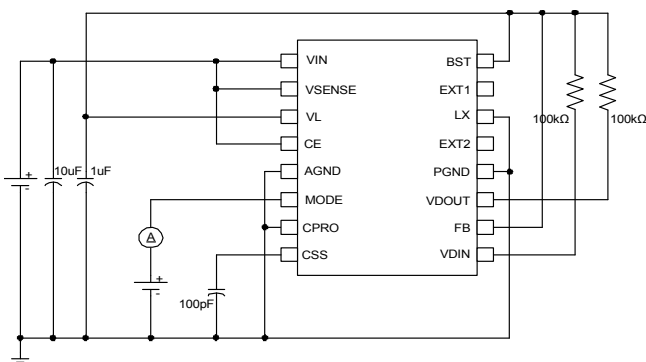 VIN
BST
VSENSE
EXT1
VL
LX
CE
EXT2
100kΩ
100kΩ
AGND
PGND
+
-
10uF
1uF
MODE
VDOUT
A
CPRO
FB
CSS
VDIN
+
-
100pF